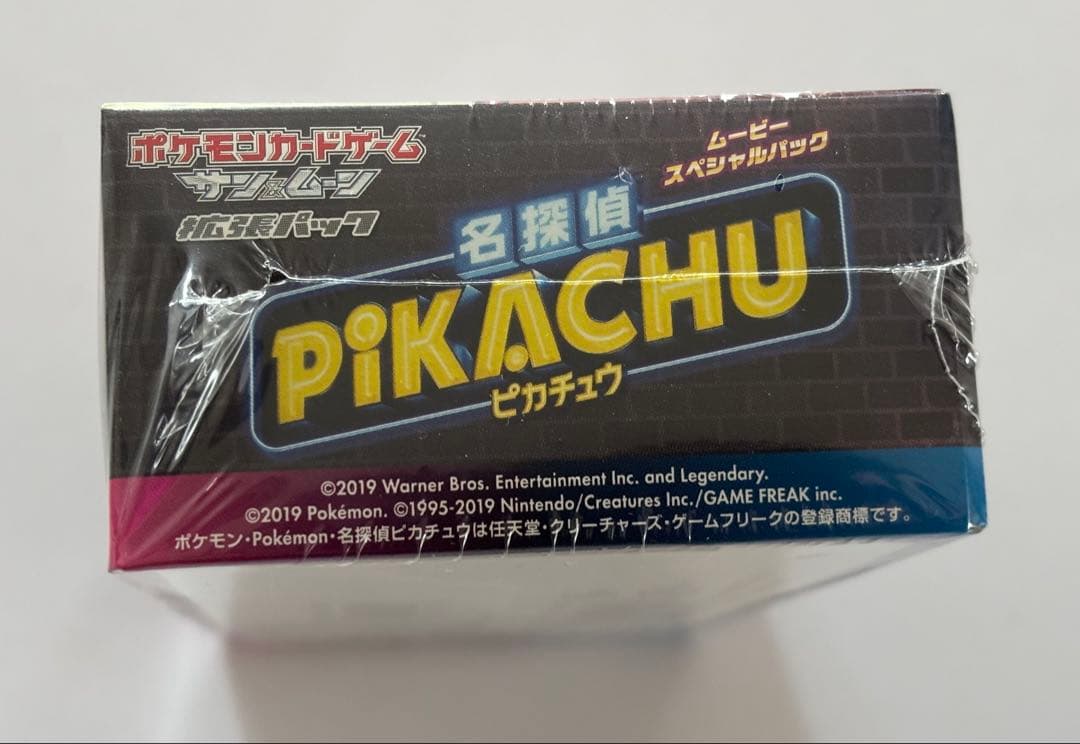 ポケモンカードゲーム™
サン&ムーン
拡張パック
ムービー
スペシャルパック
名探偵
PiKACHU
ピカチュウ
©2019 Warner Bros. Entertainment Inc. and Legendary.
©2019 Pokémon. ©1995-2019 Nintendo/Creatures Inc./GAME FREAK inc.
ポケモン・Pokémon・名探偵ピカチュウは任天堂・クリーチャーズ・ゲームフリークの登録商標です。